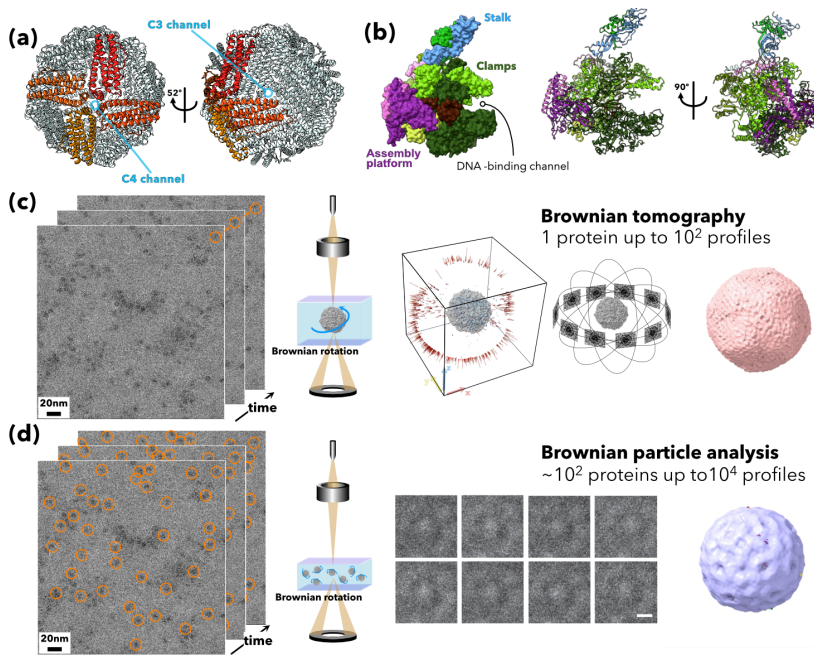 (a)
C3 channel
52°
C4 channel
(b)
Stalk
Clamps
Assembly
platform
DNA -binding channel
90°
(c)
20nm
time
Brownian rotation
Brownian tomography
1 protein up to 10² profiles
z
y
x
(d)
20nm
time
Brownian rotation
Brownian particle analysis
~10² proteins up to10⁴ profiles